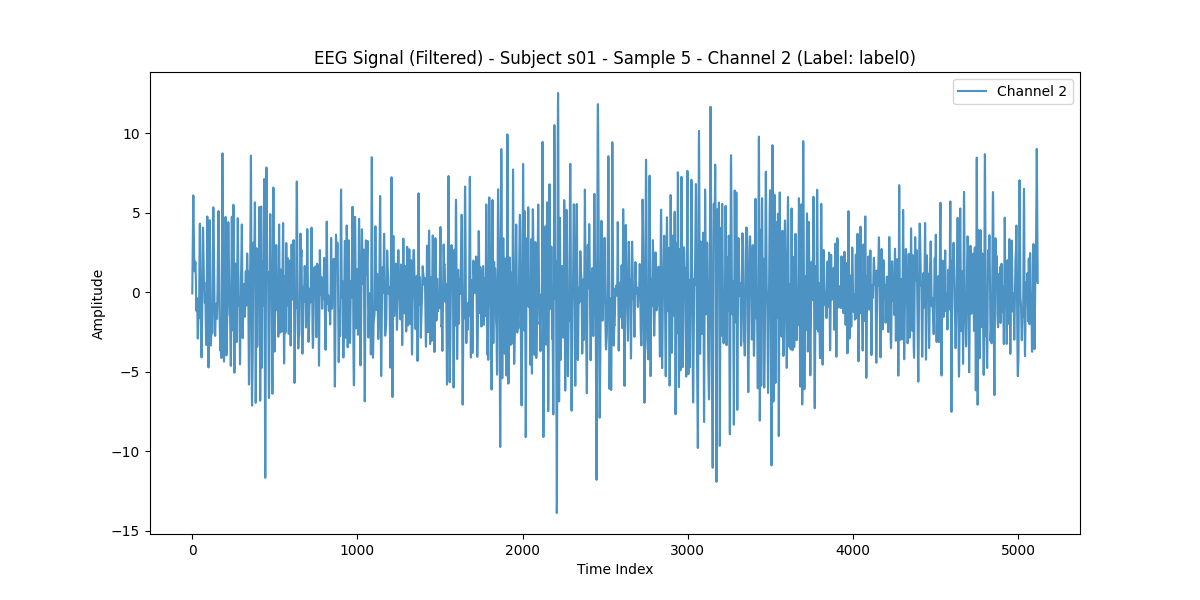 EEG Signal (Filtered) - Subject s01 - Sample 5 - Channel 2 (Label: label0)
Channel 2
10
5
0
−5
−10
−15
Amplitude
0 1000 2000 3000 4000 5000
Time Index